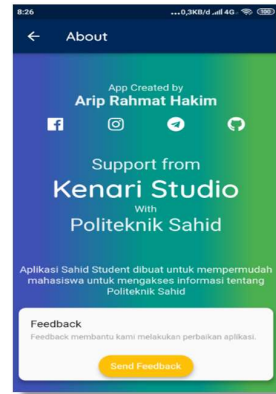 8:26
...0,3KB/d 4G 100
About
App Created by
Arip Rahmat Hakim
Support from
Kenari Studio
With
Politeknik Sahid
Aplikasi Sahid Student dibuat untuk mempermudah
mahasiswa untuk mengakses informasi tentang
Politeknik Sahid
Feedback
Feedback membantu kami melakukan perbaikan aplikasi.
Send Feedback